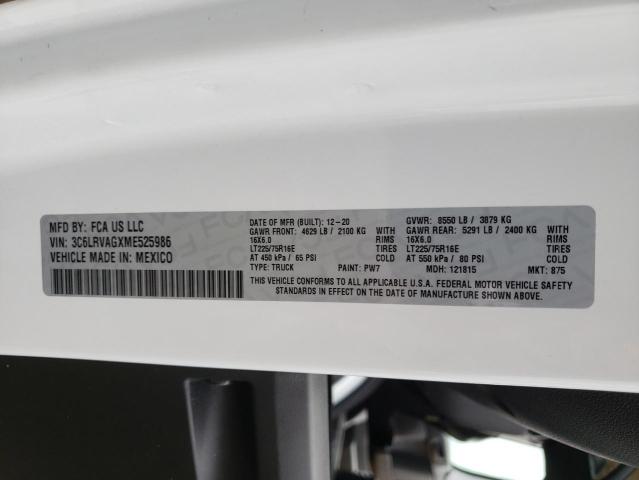 MFD BY: FCA US LLC
VIN: 3C6LRVAGXME525986
VEHICLE MADE IN: MEXICO
DATE OF MFR (BUILT): 12-20
GAWR FRONT: 4629 LB / 2100 KG WITH
16X6.0 RIMS
LT225/75R16E TIRES
AT 450 kPa / 65 PSI COLD
TYPE: TRUCK PAINT: PW7
GVWR: 8550 LB / 3879 KG
GAWR REAR: 5291 LB / 2400 KG WITH
16X6.0 RIMS
LT225/75R16E TIRES
AT 550 kPa / 80 PSI COLD
MDH: 121815 MKT: 875
THIS VEHICLE CONFORMS TO ALL APPLICABLE U.S.A. FEDERAL MOTOR VEHICLE SAFETY
STANDARDS IN EFFECT ON THE DATE OF MANUFACTURE SHOWN ABOVE.